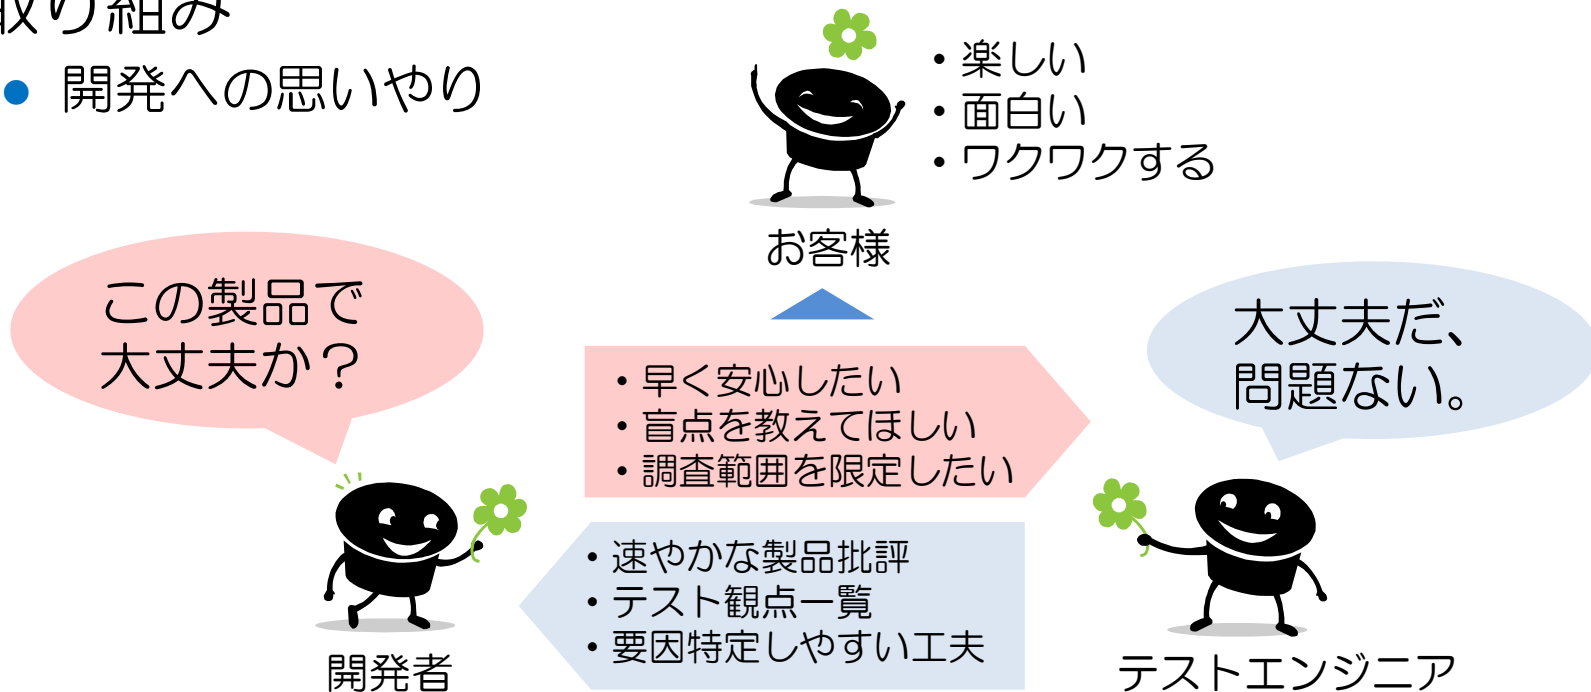 取り組み
● 開発への思いやり
・楽しい
・面白い
・ワクワクする
お客様
この製品で
大丈夫か?
大丈夫だ、
問題ない。
・早く安心したい
・盲点を教えてほしい
・調査範囲を限定したい
・速やかな製品批評
・テスト観点一覧
・要因特定しやすい工夫
開発者
テストエンジニア